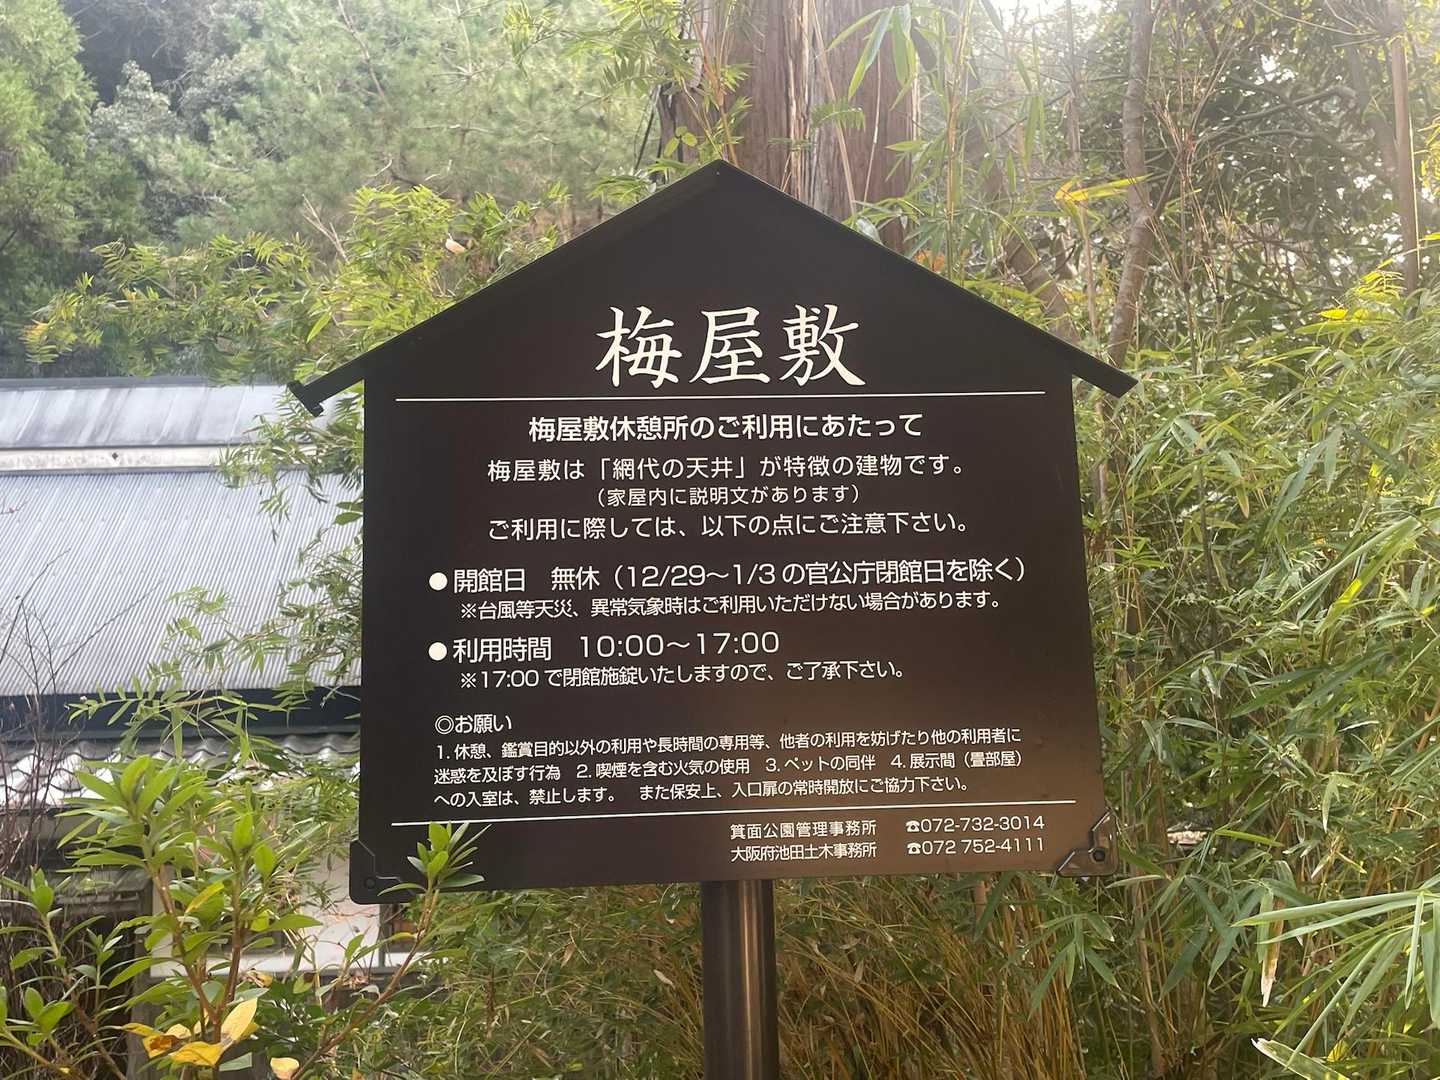 梅屋敷
梅屋敷休憩所のご利用にあたって
梅屋敷は「網代の天井」が特徴の建物です。
（家屋内に説明文があります）
ご利用に際しては、以下の点にご注意下さい。
●開館日　無休（12/29～1/3の官公庁閉館日を除く）
※台風等天災、異常気象時はご利用いただけない場合があります。
●利用時間　10:00～17:00
※17:00で閉館施錠いたしますので、ご了承下さい。
◎お願い
1.休憩、鑑賞目的以外の利用や長時間の専用等、他者の利用を妨げたり他の利用者に
迷惑を及ぼす行為　2.喫煙を含む火気の使用　3.ペットの同伴　4.展示間（畳部屋）
への入室は、禁止します。　また保安上、入口扉の常時開放にご協力下さい。
箕面公園管理事務所　☎072-732-3014
大阪府池田土木事務所　☎072 752-4111